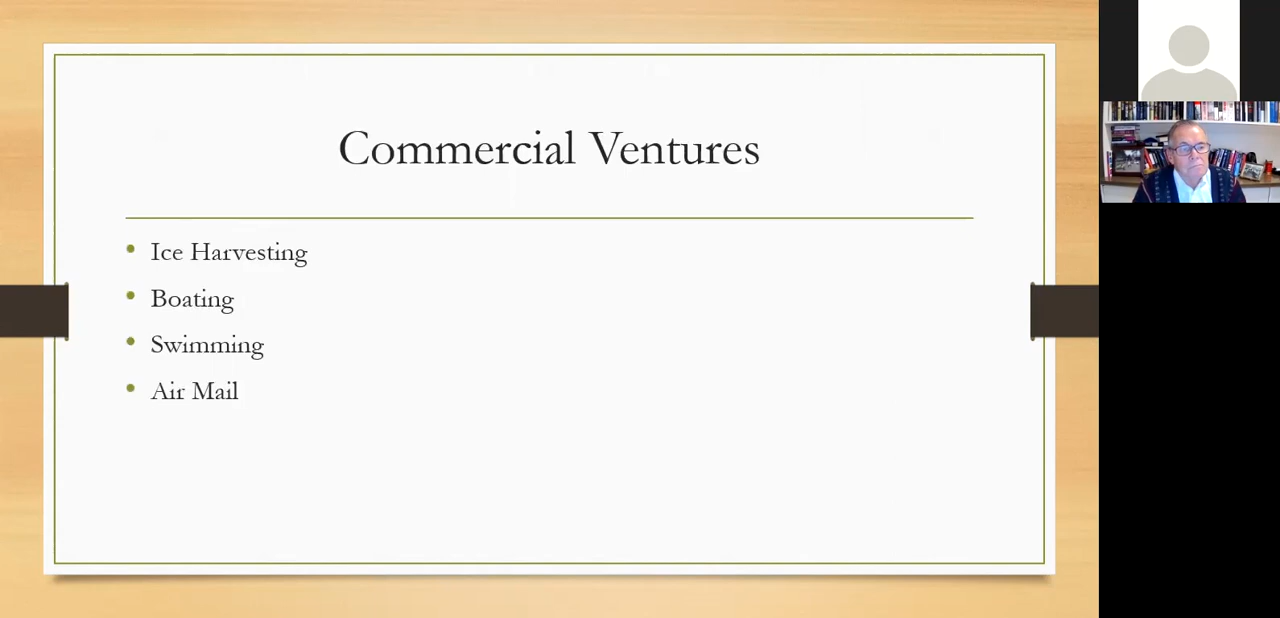 Commercial Ventures
• Ice Harvesting
• Boating
• Swimming
• Air Mail